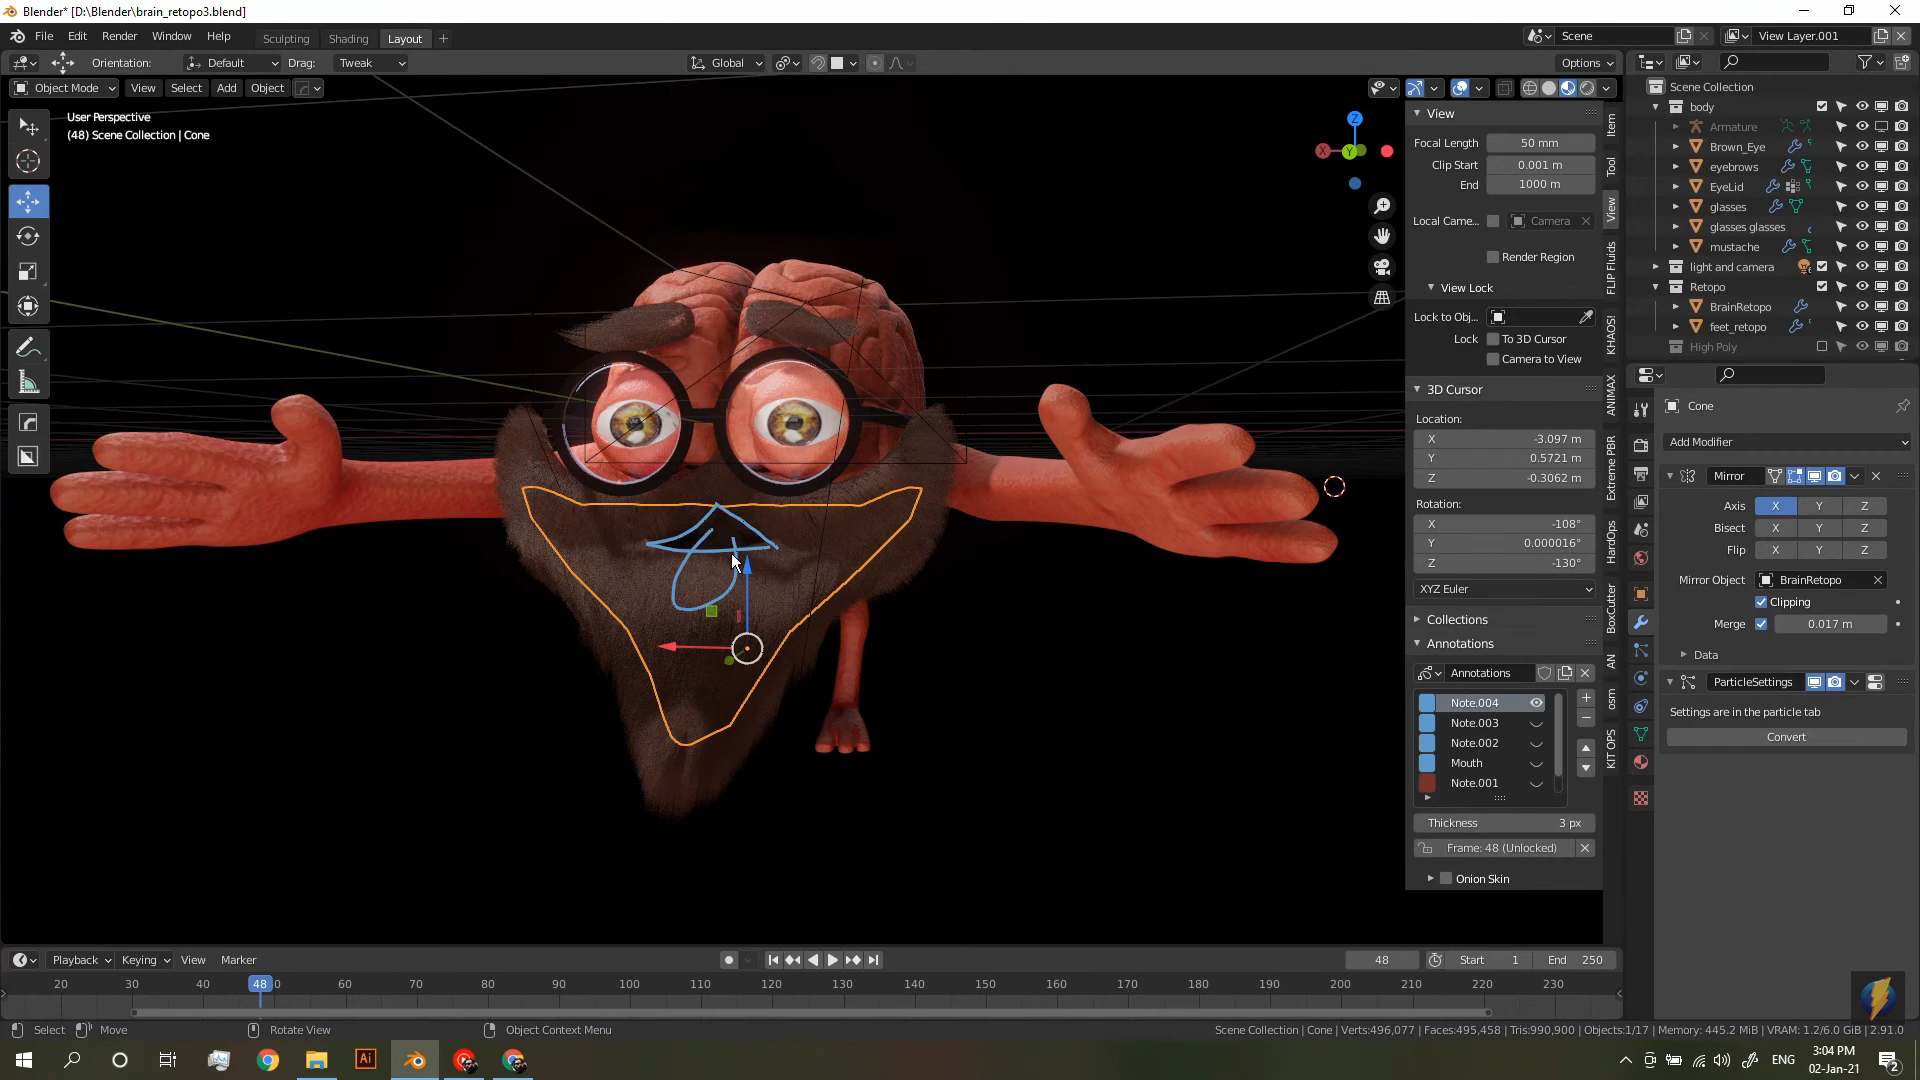 Blender* [D:\Blender\brain_retopo3.blend]
File Edit Render Window Help Sculpting Shading Layout + Scene View Layer.001
Orientation: Default Drag: Tweak Global Options
Object Mode View Select Add Object
User Perspective
(48) Scene Collection | Cone
Z
X
Y
View
Focal Length 50 mm
Clip Start 0.001 m
End 1000 m
Local Came... Camera
Render Region
View Lock
Lock to Obj...
Lock To 3D Cursor
Camera to View
3D Cursor
Location:
X -3.097 m
Y 0.5721 m
Z -0.3062 m
Rotation:
X -108°
Y 0.000016°
Z -130°
XYZ Euler
Collections
Annotations
Annotations
Note.004
Note.003
Note.002
Mouth
Note.001
Thickness 3 px
Frame: 48 (Unlocked)
Onion Skin
Item
Tool
View
FLIP Fluids
KHAOS!
ANIMAX
Extreme PBR
HardOps
BoxCutter
AN
osm
KIT OPS
Scene Collection
body
Armature
Brown_Eye
eyebrows
EyeLid
glasses
glasses glasses
mustache
light and camera
Retopo
BrainRetopo
feet_retopo
High Poly
Cone
Add Modifier
Mirror
Axis X Y Z
Bisect X Y Z
Flip X Y Z
Mirror Object BrainRetopo
Clipping
Merge 0.017 m
Data
ParticleSettings
Settings are in the particle tab
Convert
Playback Keying View Marker 48 Start 1 End 250
20 30 40 48 60 70 80 90 100 110 120 130 140 150 160 170 180 190 200 210 220 230
Select Move Rotate View Object Context Menu Scene Collection | Cone | Verts:496,077 | Faces:495,458 | Tris:990,900 | Objects:1/17 | Memory: 445.2 MiB | VRAM: 1.2/6.0 GiB | 2.91.0
Ai ENG 3:04 PM
02-Jan-21 2